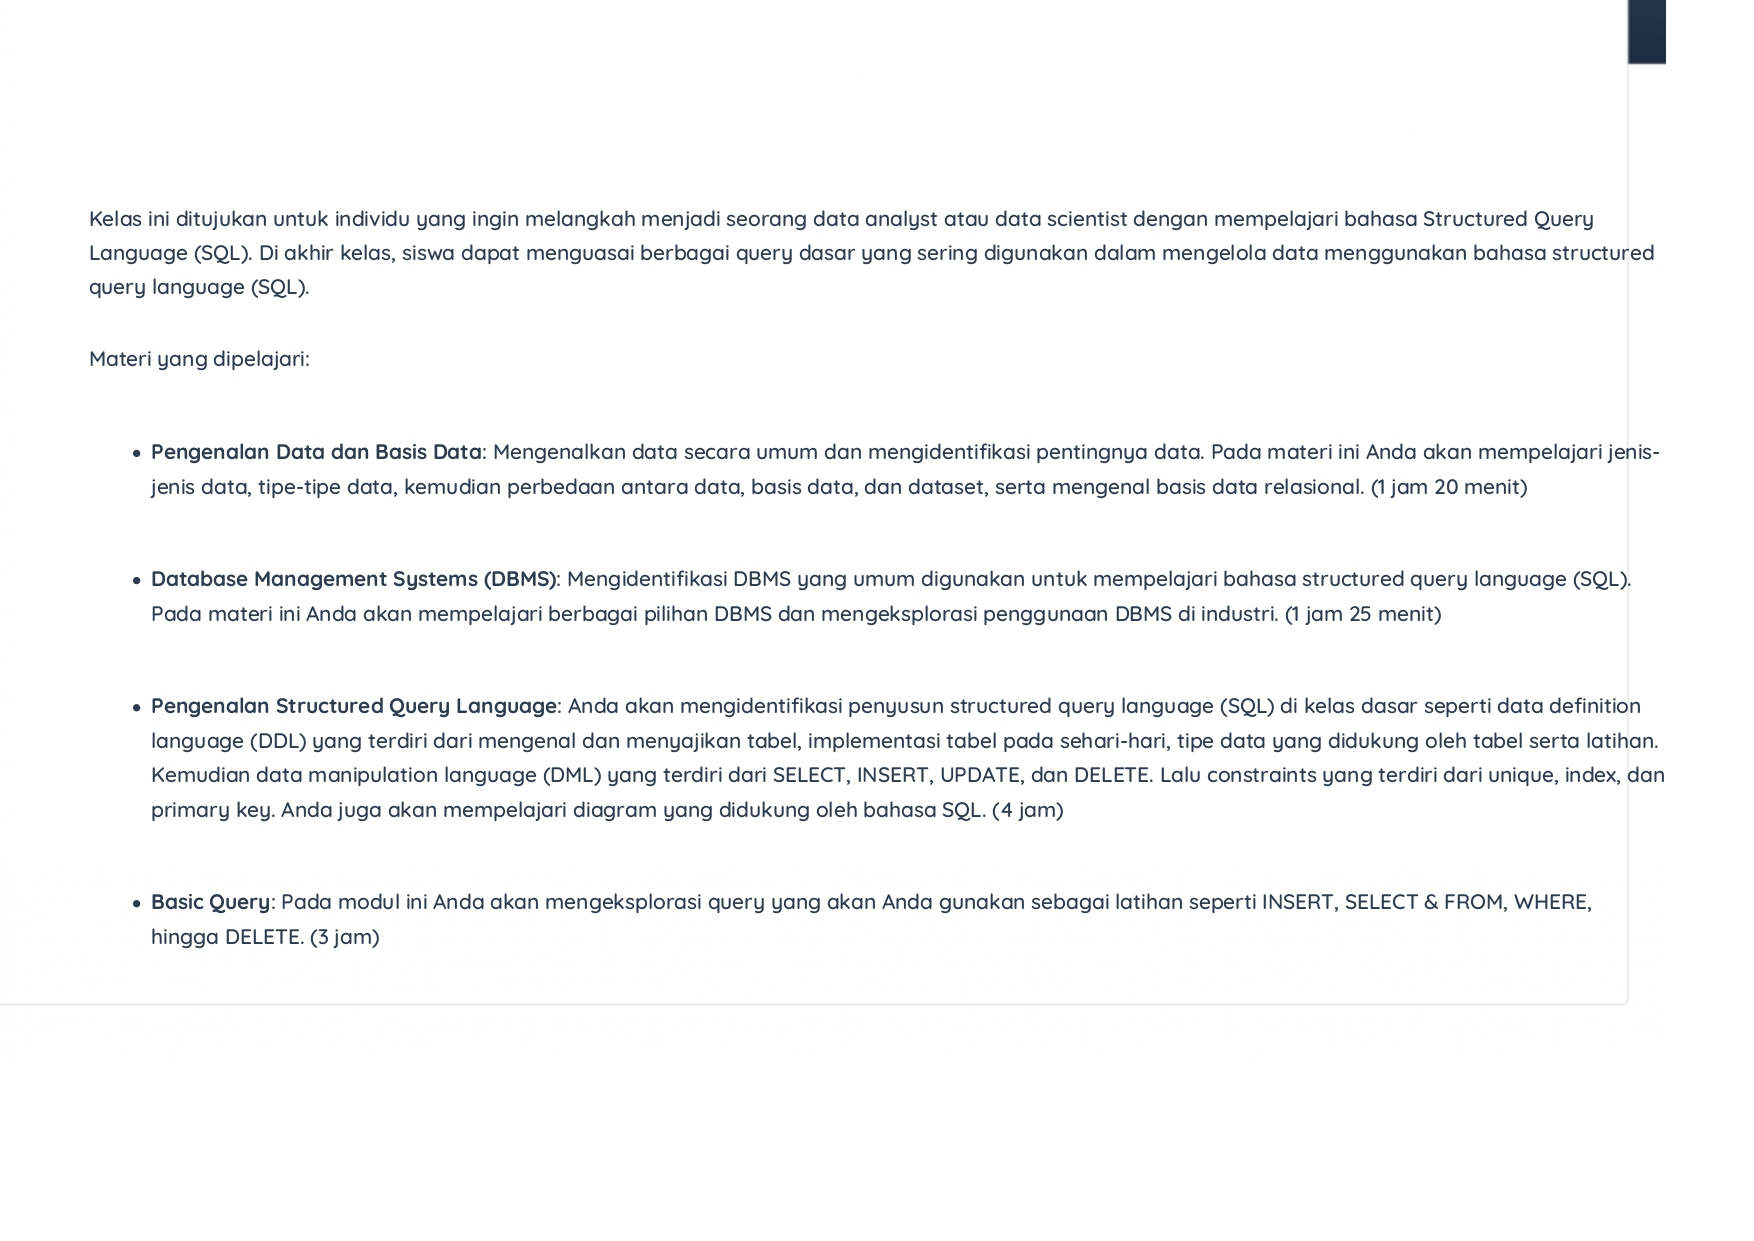 Kelas ini ditujukan untuk individu yang ingin melangkah menjadi seorang data analyst atau data scientist dengan mempelajari bahasa Structured Query
Language (SQL). Di akhir kelas, siswa dapat menguasai berbagai query dasar yang sering digunakan dalam mengelola data menggunakan bahasa structured
query language (SQL).
Materi yang dipelajari:
• Pengenalan Data dan Basis Data: Mengenalkan data secara umum dan mengidentifikasi pentingnya data. Pada materi ini Anda akan mempelajari jenis-
jenis data, tipe-tipe data, kemudian perbedaan antara data, basis data, dan dataset, serta mengenal basis data relasional. (1 jam 20 menit)
• Database Management Systems (DBMS): Mengidentifikasi DBMS yang umum digunakan untuk mempelajari bahasa structured query language (SQL).
Pada materi ini Anda akan mempelajari berbagai pilihan DBMS dan mengeksplorasi penggunaan DBMS di industri. (1 jam 25 menit)
• Pengenalan Structured Query Language: Anda akan mengidentifikasi penyusun structured query language (SQL) di kelas dasar seperti data definition
language (DDL) yang terdiri dari mengenal dan menyajikan tabel, implementasi tabel pada sehari-hari, tipe data yang didukung oleh tabel serta latihan.
Kemudian data manipulation language (DML) yang terdiri dari SELECT, INSERT, UPDATE, dan DELETE. Lalu constraints yang terdiri dari unique, index, dan
primary key. Anda juga akan mempelajari diagram yang didukung oleh bahasa SQL. (4 jam)
• Basic Query: Pada modul ini Anda akan mengeksplorasi query yang akan Anda gunakan sebagai latihan seperti INSERT, SELECT & FROM, WHERE,
hingga DELETE. (3 jam)